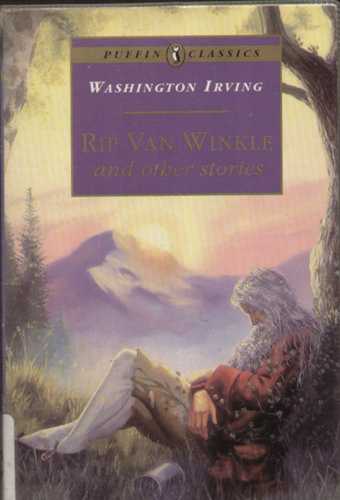 PUFFIN CLASSICS
WASHINGTON IRVING
RIP VAN WINKLE
and other stories